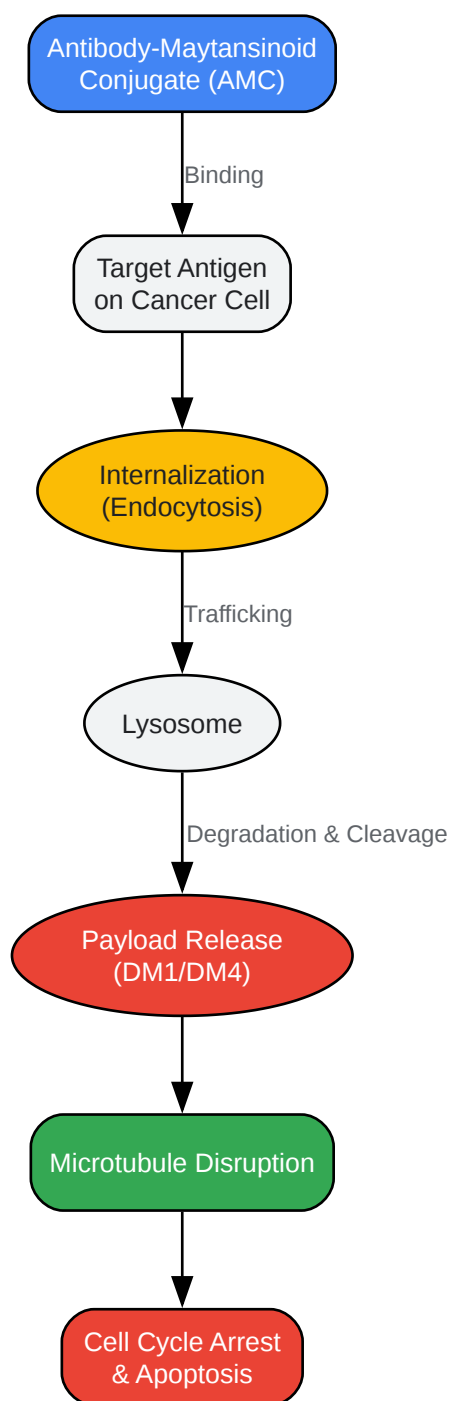 Antibody-Maytansinoid
Conjugate (AMC)
Binding
Target Antigen
on Cancer Cell
Internalization
(Endocytosis)
Trafficking
Lysosome
Degradation & Cleavage
Payload Release
(DM1/DM4)
Microtubule Disruption
Cell Cycle Arrest
& Apoptosis